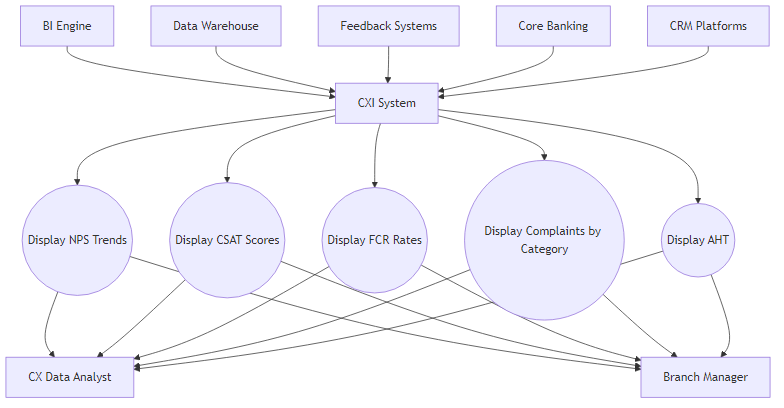 BI Engine
Data Warehouse
Feedback Systems
Core Banking
CRM Platforms
CXI System
Display NPS Trends
Display CSAT Scores
Display FCR Rates
Display Complaints by
Category
Display AHT
CX Data Analyst
Branch Manager